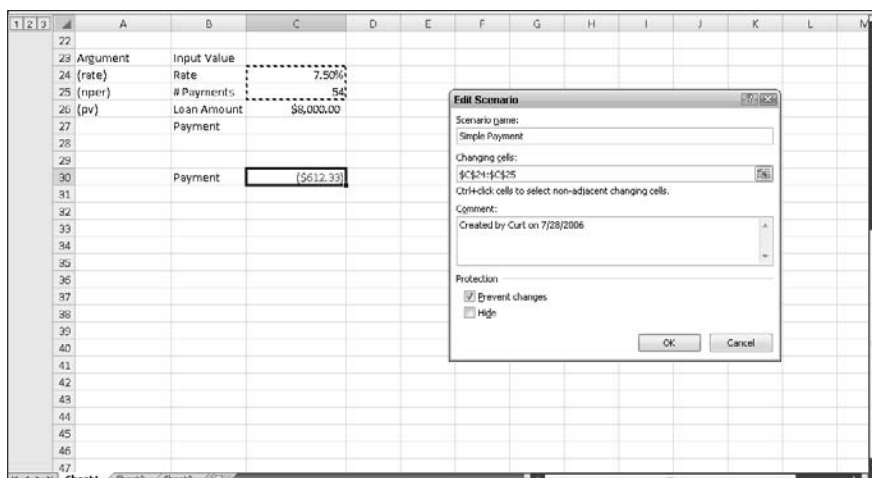 1 2 3
A B C D E F G H I J K L M
22
23 Argument Input Value
24 (rate) Rate 7.50%
25 (nper) # Payments 54
26 (pv) Loan Amount $8,000.00
27 Payment
28
29
30 Payment ($612.33)
31
32
33
34
35
36
37
38
39
40
41
42
43
44
45
46
47
Edit Scenario
Scenario name:
Simple Payment
Changing cells:
$C$24:$C$25
Ctrl+click cells to select non-adjacent changing cells.
Comment:
Created by Curt on 7/28/2006
Protection
Prevent changes
Hide
OK Cancel